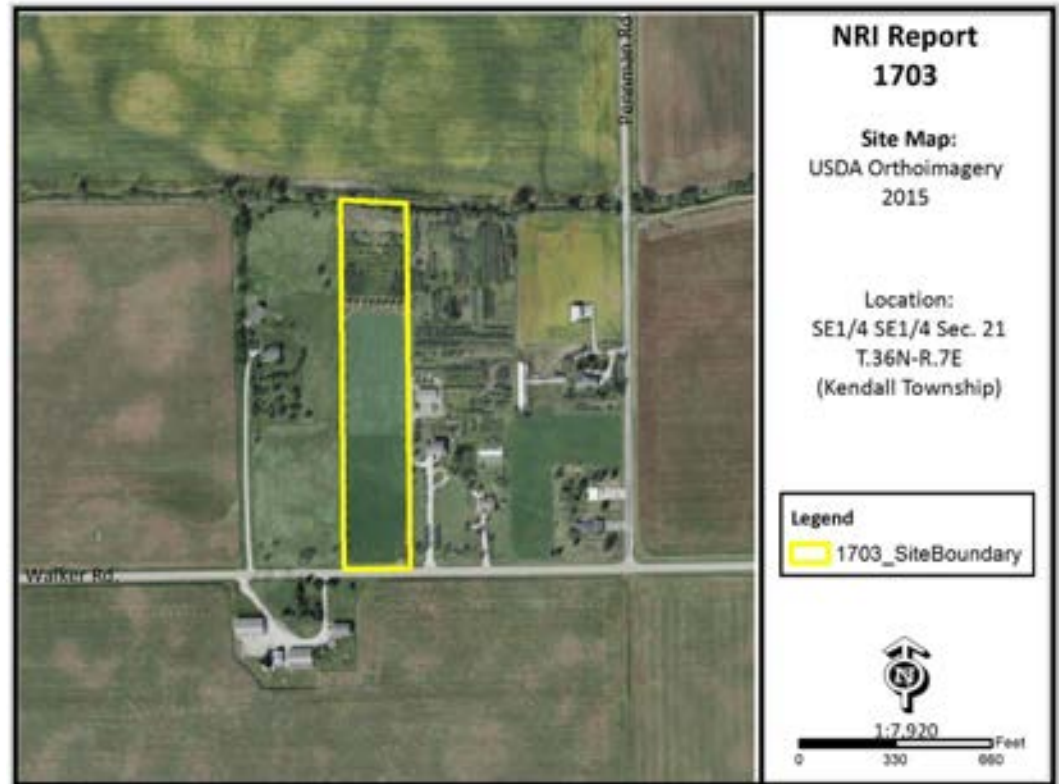 NRI Report
1703
Site Map:
USDA Orthoimagery
2015
Location:
SE1/4 SE1/4 Sec. 21
T.36N-R.7E
(Kendall Township)
Legend
1703_SiteBoundary
N
1:7,920
Feet
0 330 660
Rd.
Walker Rd.